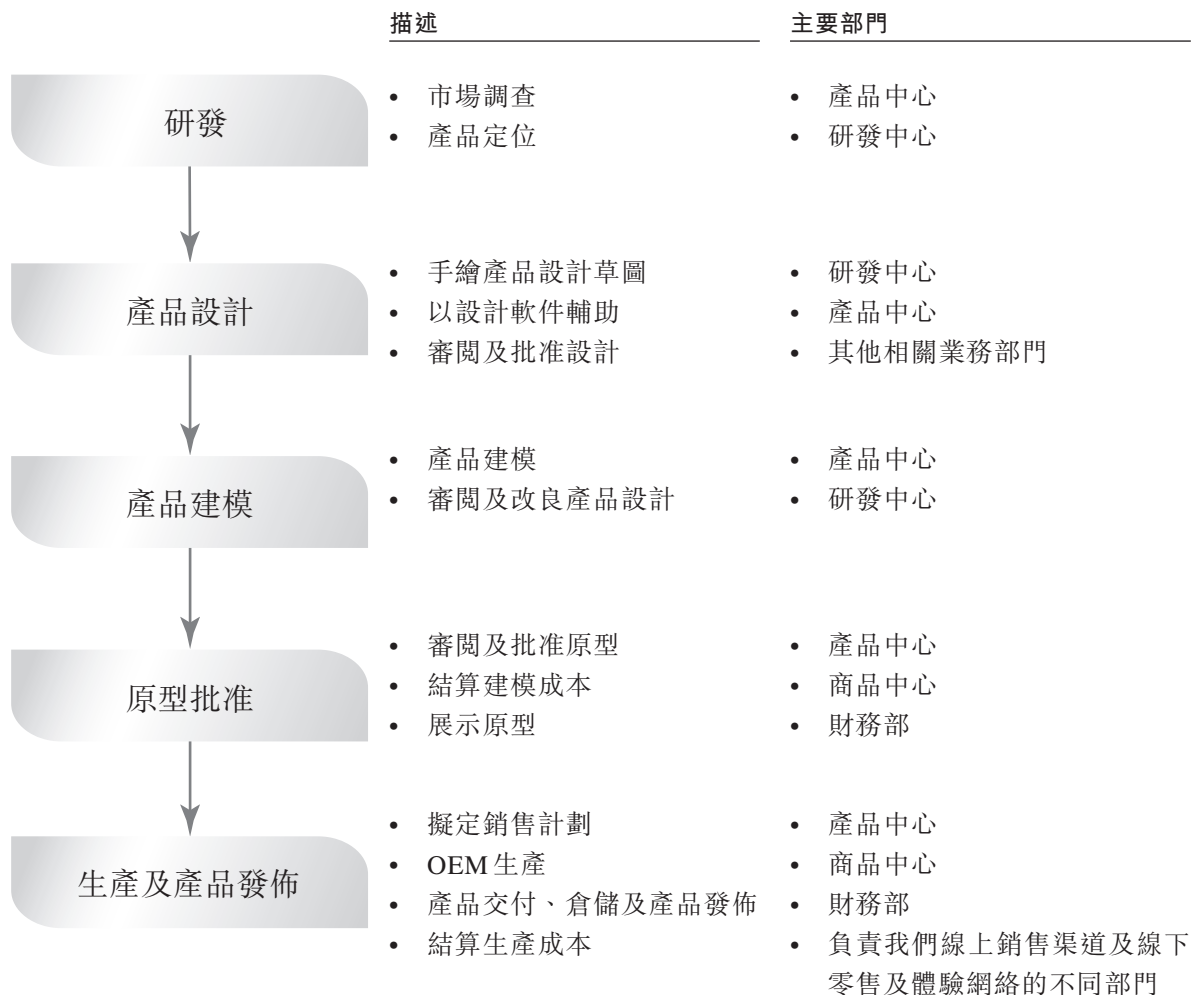 描述 主要部門
研發
• 市場調查
• 產品定位
• 產品中心
• 研發中心
產品設計
• 手繪產品設計草圖
• 以設計軟件輔助
• 審閱及批准設計
• 研發中心
• 產品中心
• 其他相關業務部門
產品建模
• 產品建模
• 審閱及改良產品設計
• 產品中心
• 研發中心
原型批准
• 審閱及批准原型
• 結算建模成本
• 展示原型
• 產品中心
• 商品中心
• 財務部
生產及產品發佈
• 擬定銷售計劃
• OEM生產
• 產品交付、倉儲及產品發佈
• 結算生產成本
• 產品中心
• 商品中心
• 財務部
• 負責我們線上銷售渠道及線下
零售及體驗網絡的不同部門